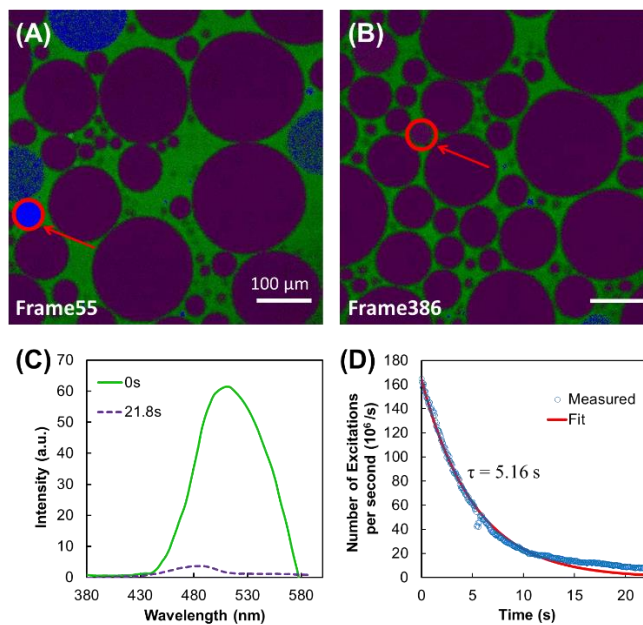 (A)
(B)
Frame55
100 µm
Frame386
(C)
70
60
50
40
30
20
10
0
Intensity (a.u.)
0s
21.8s
380
430
480
530
580
Wavelength (nm)
(D)
180
160
140
120
100
80
60
40
20
0
Number of Excitations
per second (10⁶/s)
Measured
Fit
τ = 5.16 s
0
5
10
15
20
Time (s)